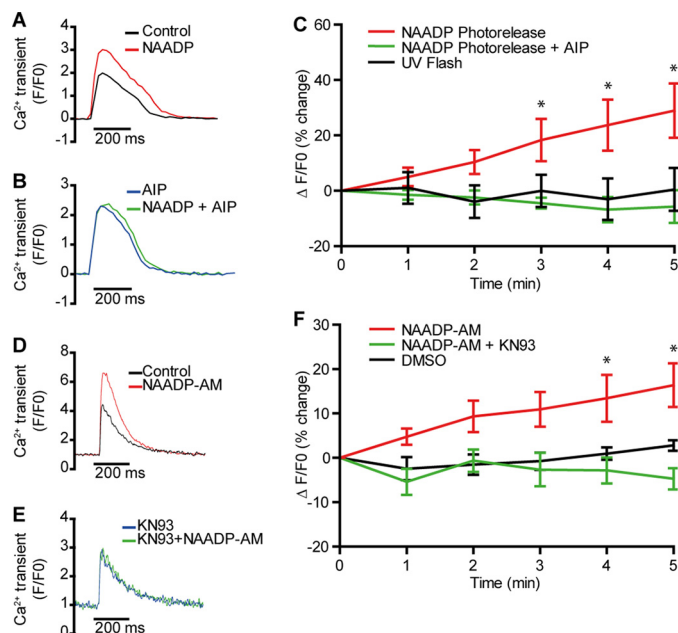 A
Ca²⁺ transient
(F/F0)
4
3
2
1
0
-1
Control
NAADP
200 ms
B
Ca²⁺ transient
(F/F0)
3
2
1
0
-1
AIP
NAADP + AIP
200 ms
C
NAADP Photorelease
NAADP Photorelease + AIP
UV Flash
Δ F/F0 (% change)
60
40
20
0
-20
* * *
0 1 2 3 4 5
Time (min)
D
Ca²⁺ transient
(F/F0)
8
6
4
2
0
Control
NAADP-AM
200 ms
E
Ca²⁺ transient
(F/F0)
4
3
2
1
0
KN93
KN93+NAADP-AM
200 ms
F
NAADP-AM
NAADP-AM + KN93
DMSO
Δ F/F0 (% change)
30
20
10
0
-10
-20
* *
0 1 2 3 4 5
Time (min)